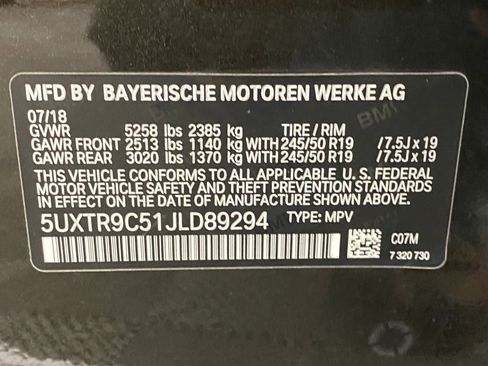 MFD BY BAYERISCHE MOTOREN WERKE AG
07/18
GVWR 5258 lbs 2385 kg TIRE / RIM
GAWR FRONT 2513 lbs 1140 kg WITH 245/50 R19 /7.5J x 19
GAWR REAR 3020 lbs 1370 kg WITH 245/50 R19 /7.5J x 19
THIS VEHICLE CONFORMS TO ALL APPLICABLE U. S. FEDERAL
MOTOR VEHICLE SAFETY, BUMPER,
AND THEFT PREVENTION STANDARDS
IN EFFECT ON THE DATE OF MANUFACTURE SHOWN ABOVE.
5UXTR9C51JLD89294 TYPE: MPV
C07M
7 320 730